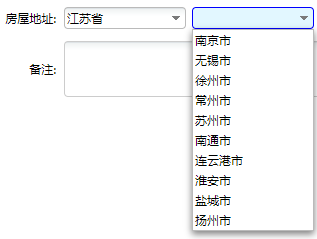 房屋地址: 江苏省
南京市
无锡市
徐州市
备注:
常州市
苏州市
南通市
连云港市
淮安市
盐城市
扬州市